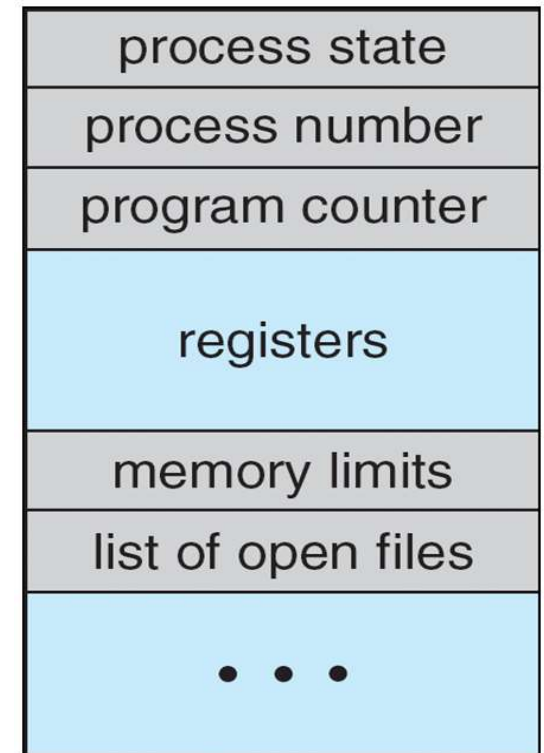 process state
process number
program counter
registers
memory limits
list of open files
• • •